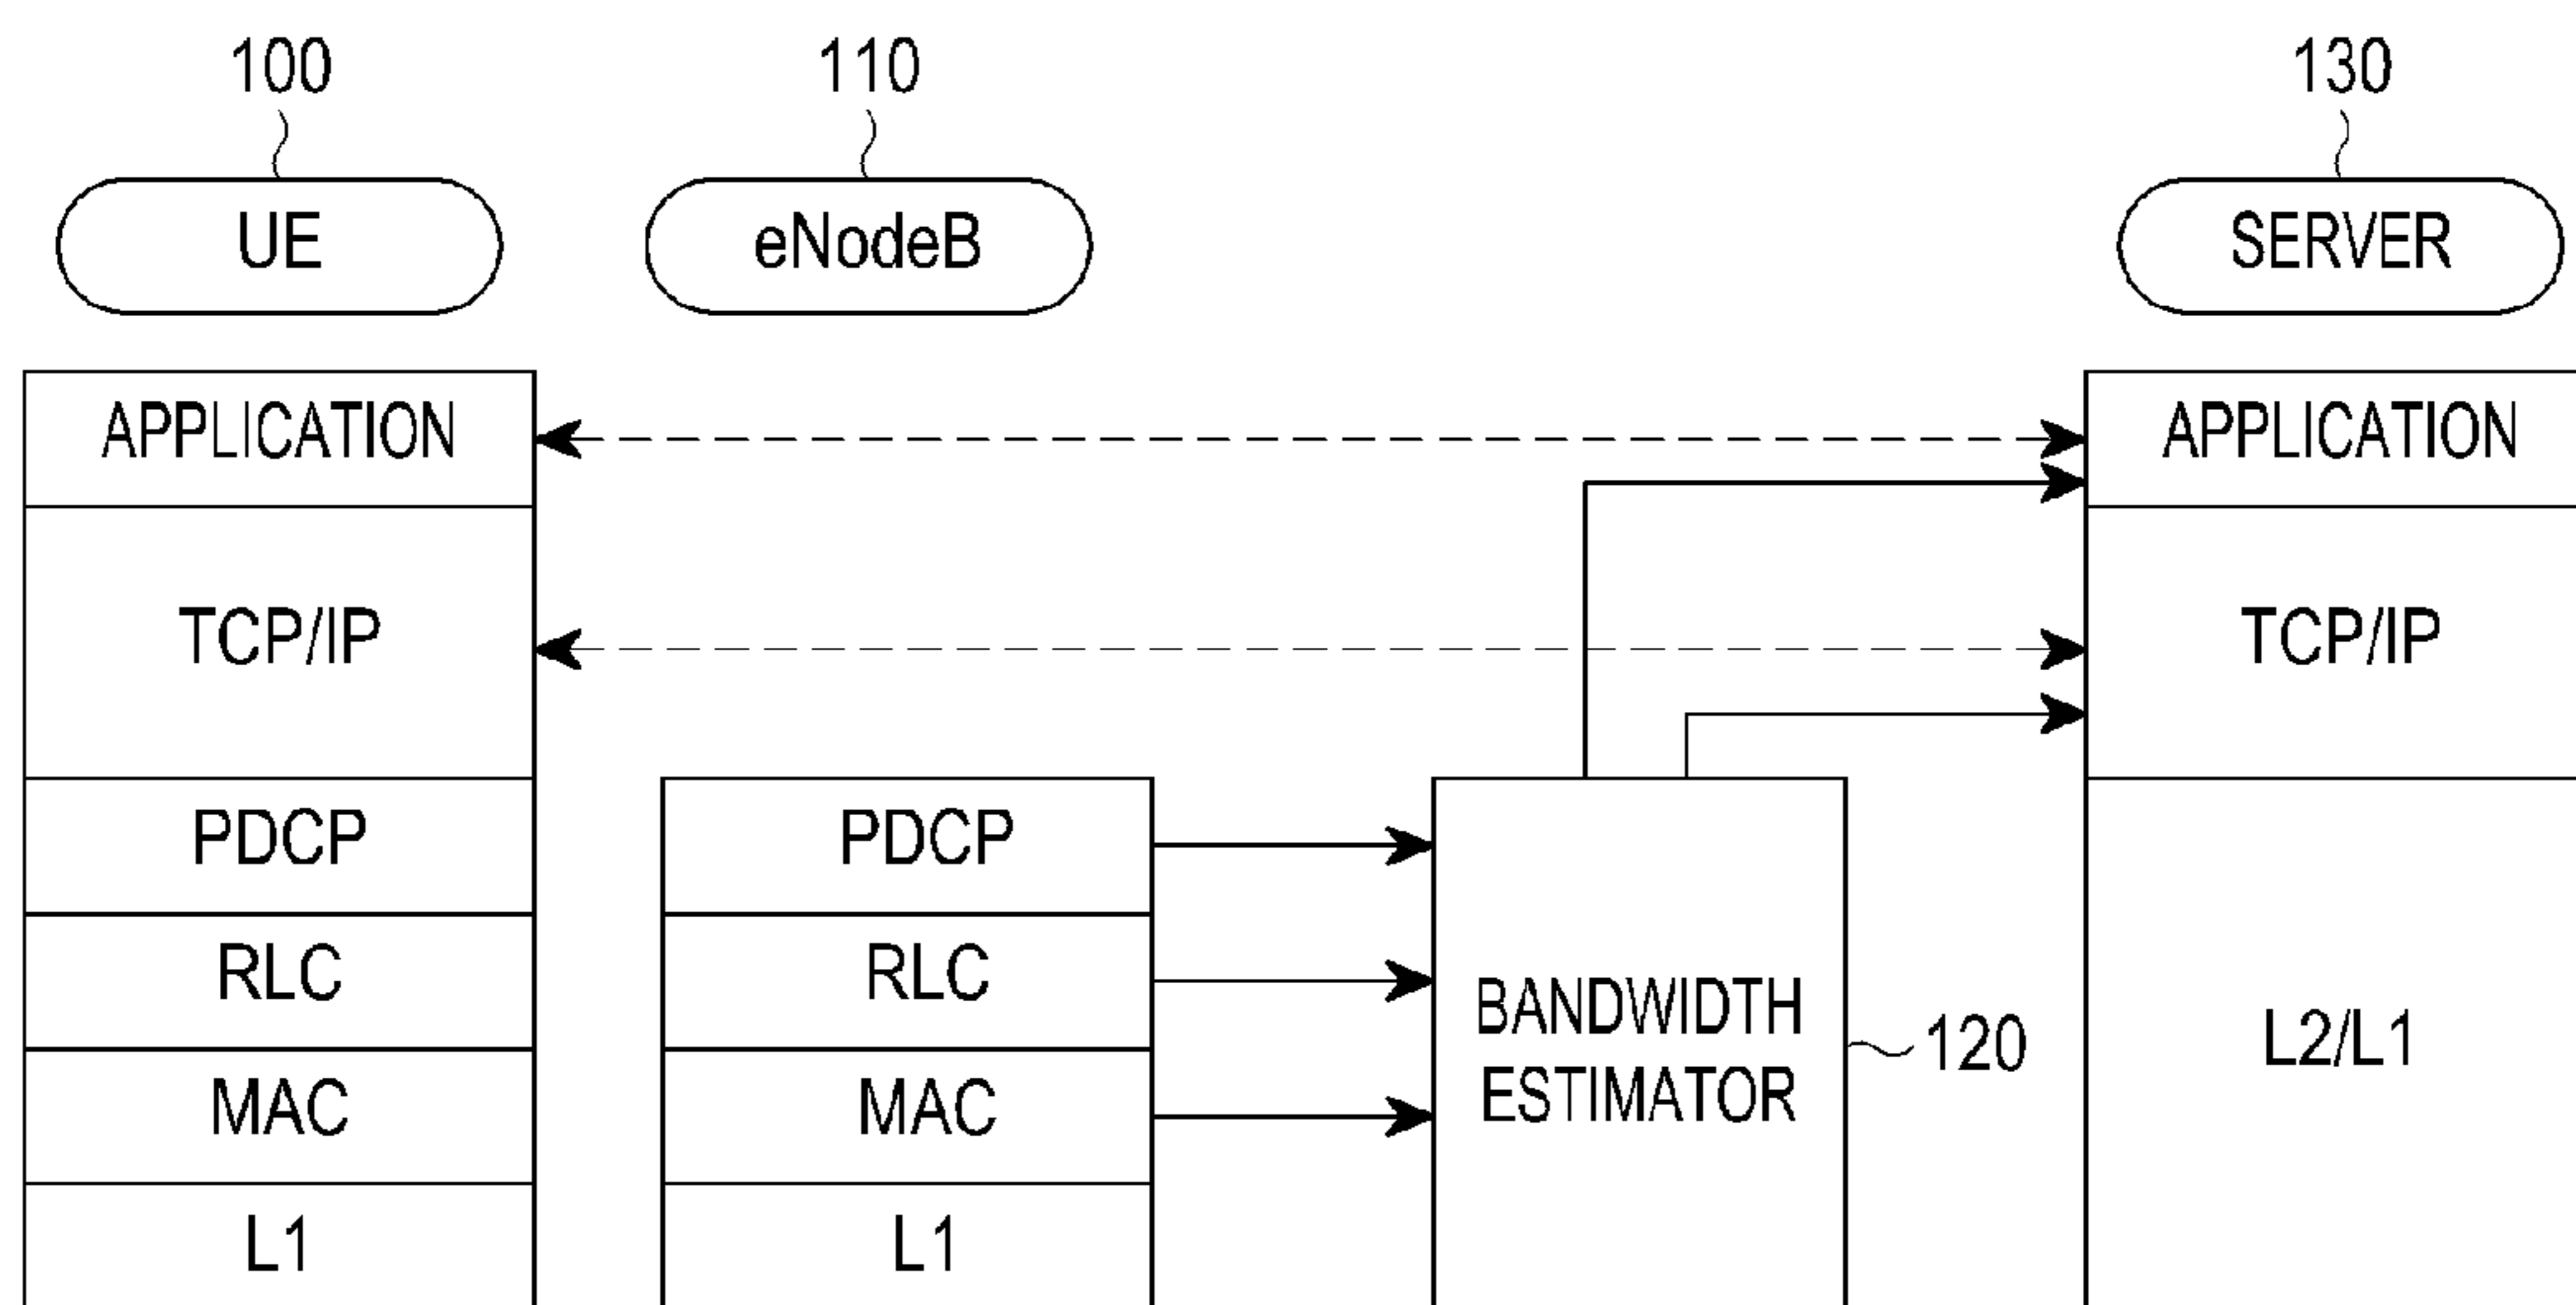 100
110
130
UE
eNodeB
SERVER
APPLICATION
APPLICATION
TCP/IP
TCP/IP
PDCP
PDCP
RLC
RLC
BANDWIDTH
ESTIMATOR
120
L2/L1
MAC
MAC
L1
L1